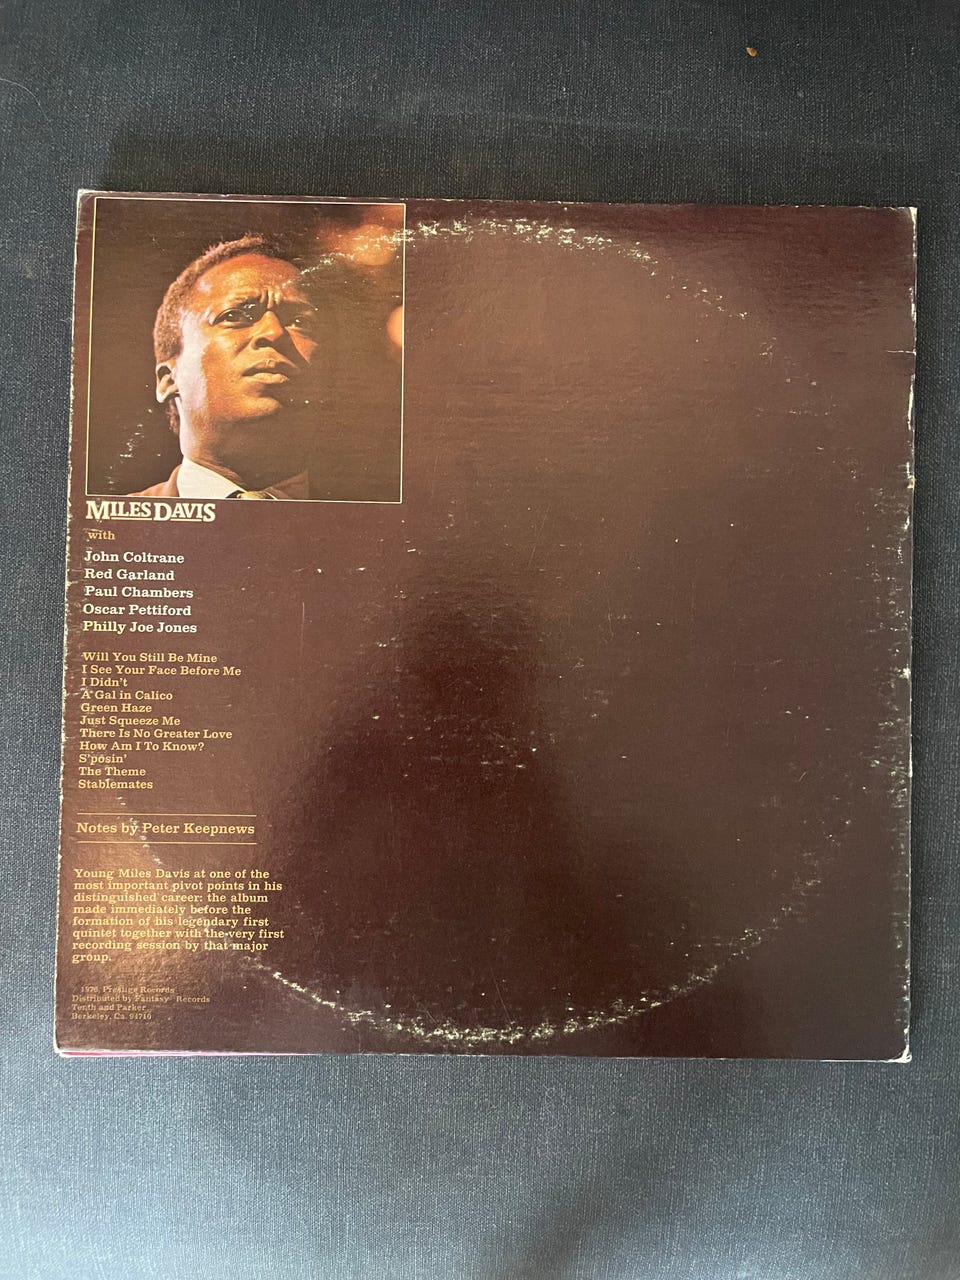 MILES DAVIS
with
John Coltrane
Red Garland
Paul Chambers
Oscar Pettiford
Philly Joe Jones
Will You Still Be Mine
I See Your Face Before Me
I Didn't
A Gal in Calico
Green Haze
Just Squeeze Me
There Is No Greater Love
How Am I To Know?
S'posin'
The Theme
Stablemates
Notes by Peter Keepnews
Young Miles Davis at one of the
most important pivot points in his
distinguished career: the album
made immediately before the
formation of his legendary first
quintet together with the very first
recording session by that major
group.
1976, Prestige Records
Distributed by Fantasy Records
Tenth and Parker
Berkeley, Ca. 94710